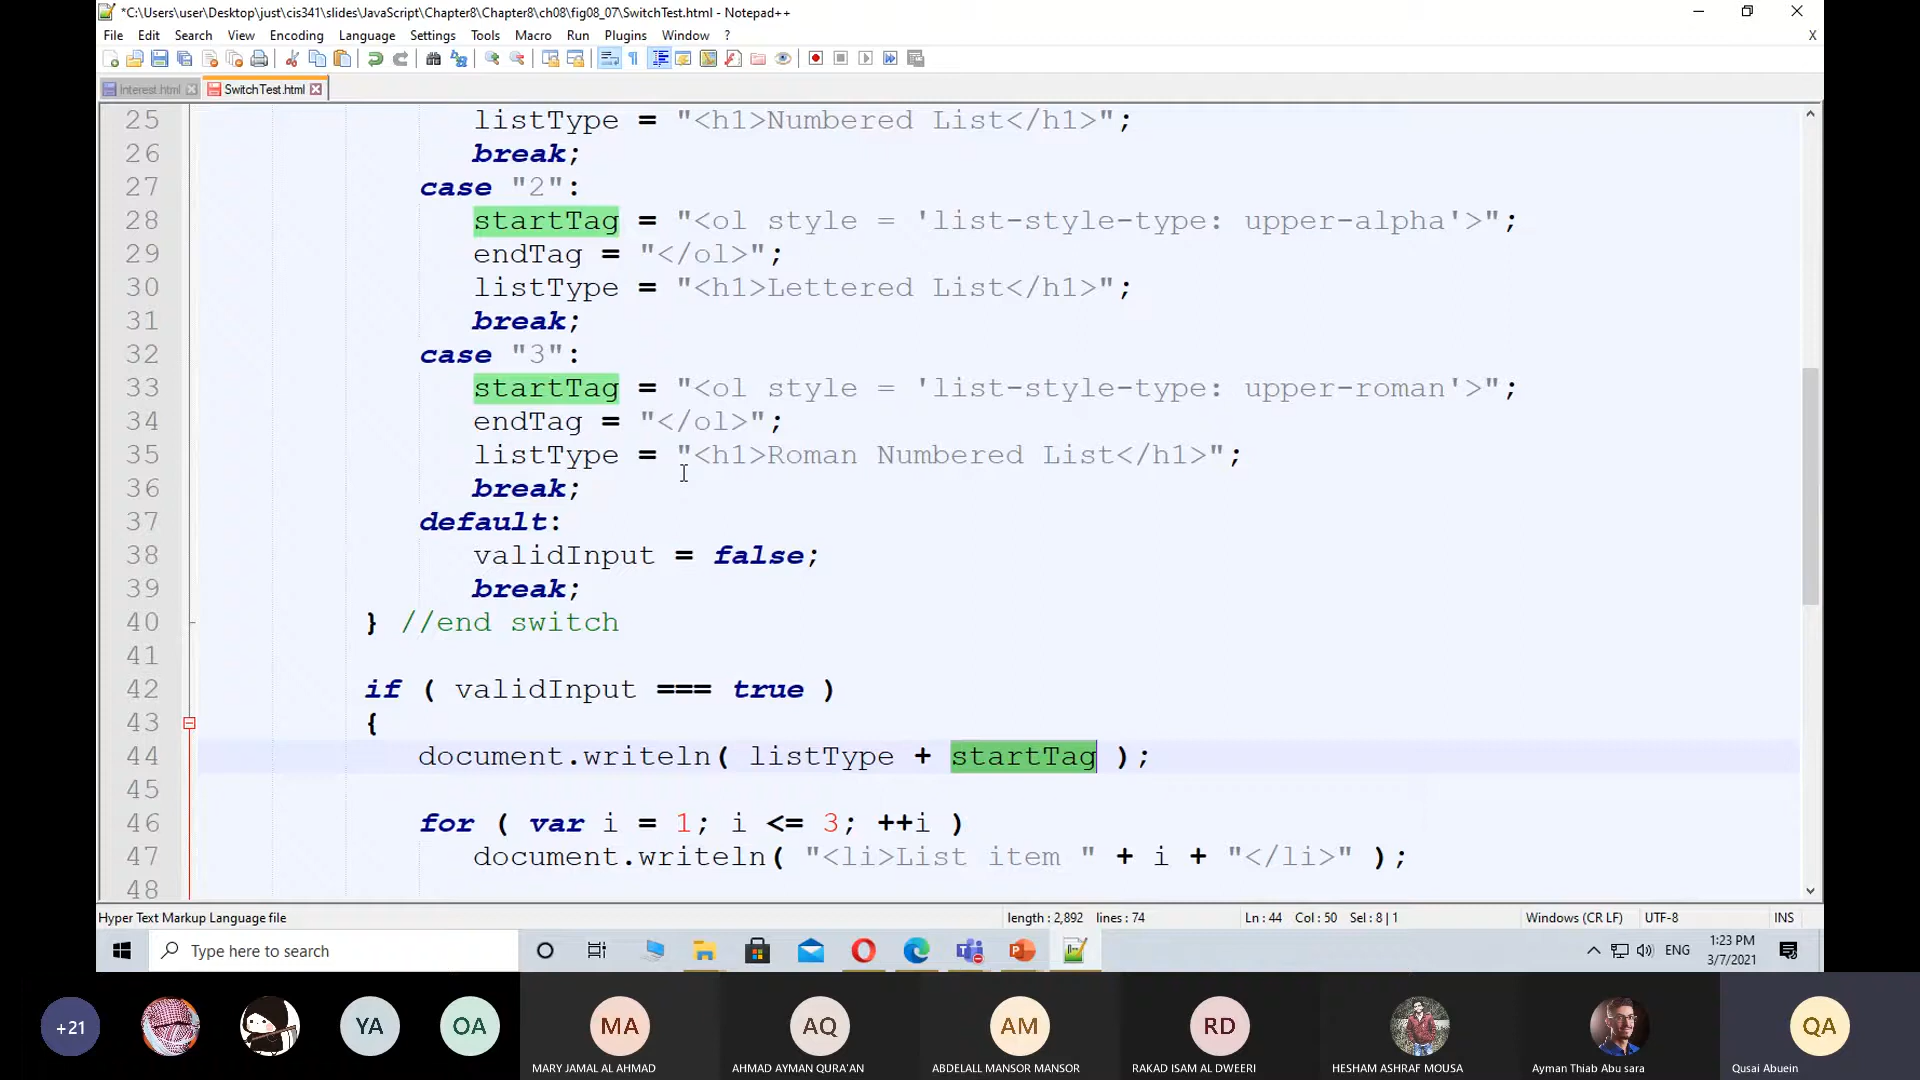 *C:\Users\user\Desktop\just\cis341\slides\JavaScript\Chapter8\Chapter8\ch08\fig08_07\SwitchTest.html - Notepad++
File Edit Search View Encoding Language Settings Tools Macro Run Plugins Window ? X
Interest.html SwitchTest.html
25 listType = "<h1>Numbered List</h1>";
26 break;
27 case "2":
28 startTag = "<ol style = 'list-style-type: upper-alpha'>";
29 endTag = "</ol>";
30 listType = "<h1>Lettered List</h1>";
31 break;
32 case "3":
33 startTag = "<ol style = 'list-style-type: upper-roman'>";
34 endTag = "</ol>";
35 listType = "<h1>Roman Numbered List</h1>";
36 break;
37 default:
38 validInput = false;
39 break;
40 } //end switch
41
42 if ( validInput === true )
43 {
44 document.writeln( listType + startTag );
45
46 for ( var i = 1; i <= 3; ++i )
47 document.writeln( "<li>List item " + i + "</li>" );
48
Hyper Text Markup Language file length : 2,892 lines : 74 Ln : 44 Col : 50 Sel : 8 | 1 Windows (CR LF) UTF-8 INS
Type here to search ENG 1:23 PM
3/7/2021
+21 YA OA MA AQ AM RD QA
MARY JAMAL AL AHMAD AHMAD AYMAN QURA'AN ABDELALL MANSOR MANSOR RAKAD ISAM AL DWEERI HESHAM ASHRAF MOUSA Ayman Thiab Abu sara Qusai Abuein